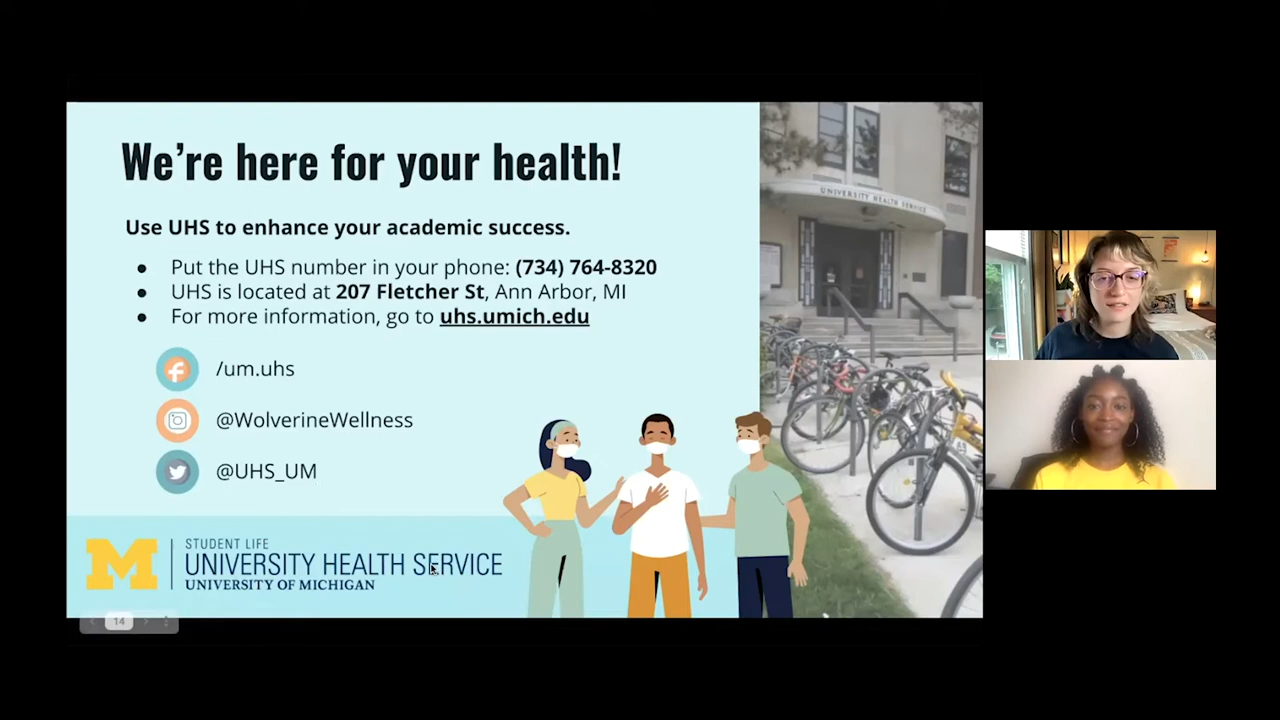 We're here for your health!
Use UHS to enhance your academic success.
● Put the UHS number in your phone: (734) 764-8320
● UHS is located at 207 Fletcher St, Ann Arbor, MI
● For more information, go to uhs.umich.edu
/um.uhs
@WolverineWellness
@UHS_UM
M
STUDENT LIFE
UNIVERSITY HEALTH SERVICE
UNIVERSITY OF MICHIGAN
14
UNIVERSITY HEALTH SERVICE